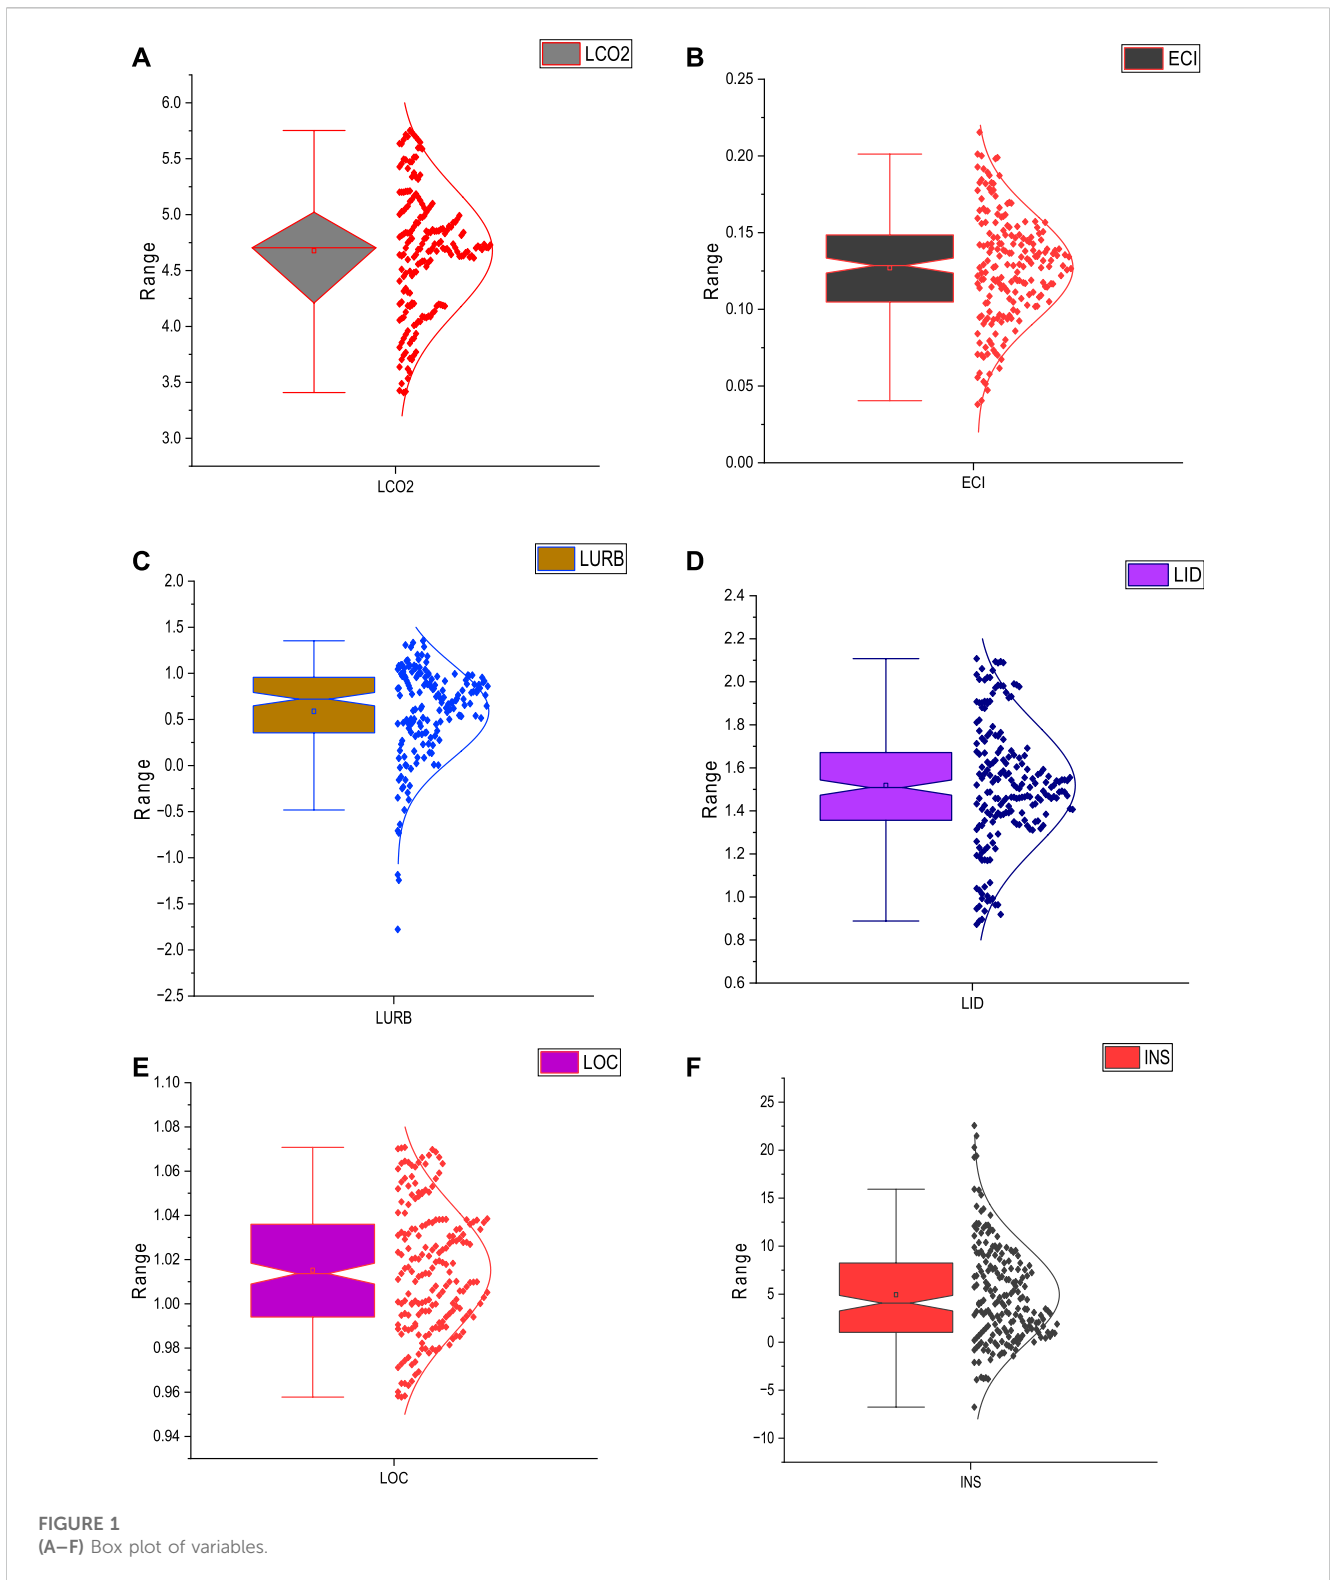 A
LCO2
6.0
5.5
5.0
4.5
4.0
3.5
3.0
Range
LCO2
B
ECI
0.25
0.20
0.15
0.10
0.05
0.00
Range
ECI
C
LURB
2.0
1.5
1.0
0.5
0.0
−0.5
−1.0
−1.5
−2.0
−2.5
Range
LURB
D
LID
2.4
2.2
2.0
1.8
1.6
1.4
1.2
1.0
0.8
0.6
Range
LID
E
LOC
1.10
1.08
1.06
1.04
1.02
1.00
0.98
0.96
0.94
Range
LOC
F
INS
25
20
15
10
5
0
−5
−10
Range
INS
FIGURE 1
(A–F) Box plot of variables.